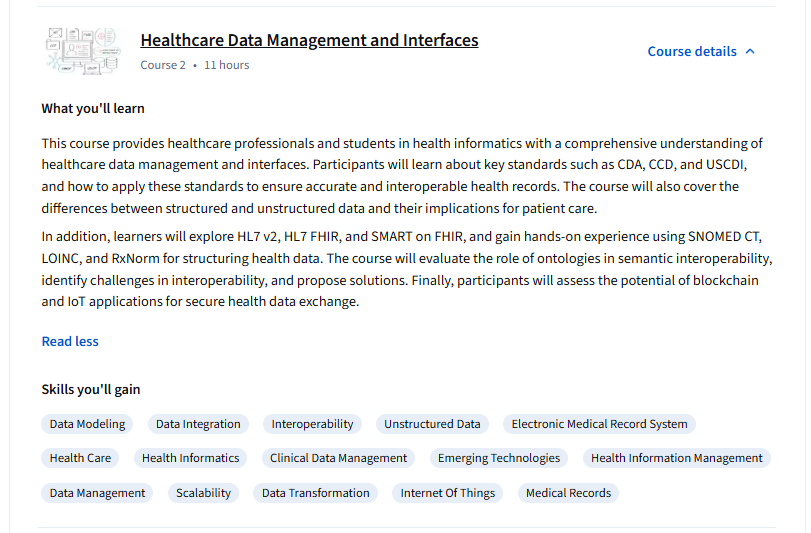 Healthcare Data Management and Interfaces
Course 2 • 11 hours
Course details
What you'll learn
This course provides healthcare professionals and students in health informatics with a comprehensive understanding of
healthcare data management and interfaces. Participants will learn about key standards such as CDA, CCD, and USCDI,
and how to apply these standards to ensure accurate and interoperable health records. The course will also cover the
differences between structured and unstructured data and their implications for patient care.
In addition, learners will explore HL7 v2, HL7 FHIR, and SMART on FHIR, and gain hands-on experience using SNOMED CT,
LOINC, and RxNorm for structuring health data. The course will evaluate the role of ontologies in semantic interoperability,
identify challenges in interoperability, and propose solutions. Finally, participants will assess the potential of blockchain
and IoT applications for secure health data exchange.
Read less
Skills you'll gain
Data Modeling Data Integration Interoperability Unstructured Data Electronic Medical Record System
Health Care Health Informatics Clinical Data Management Emerging Technologies Health Information Management
Data Management Scalability Data Transformation Internet Of Things Medical Records